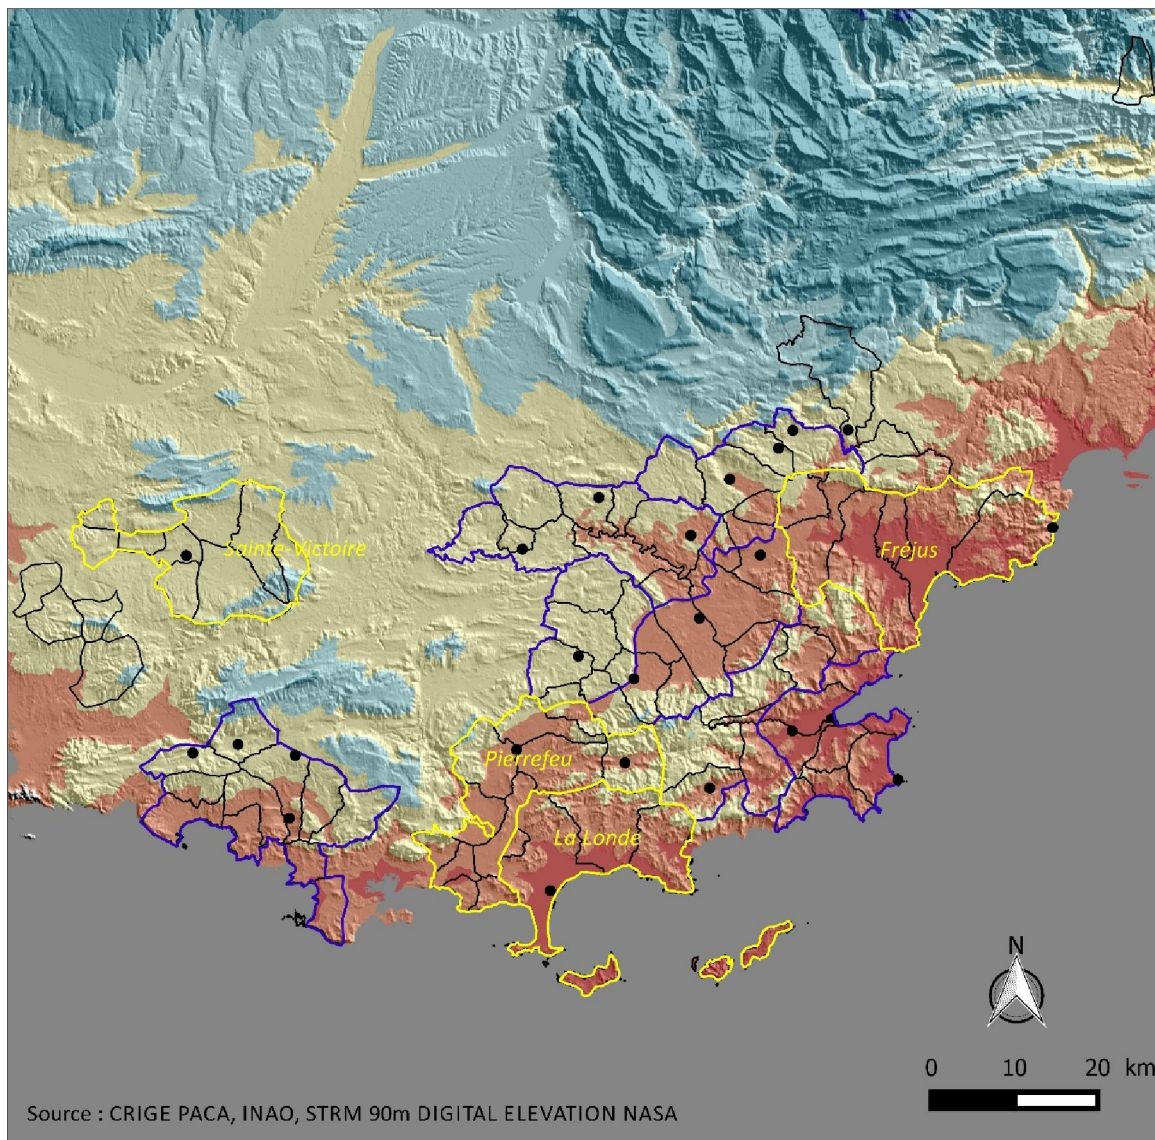 Sainte-Victoire
Fréjus
Pierrefeu
La Londe
N
0 10 20 km
Source : CRIGE PACA, INAO, STRM 90m DIGITAL ELEVATION NASA